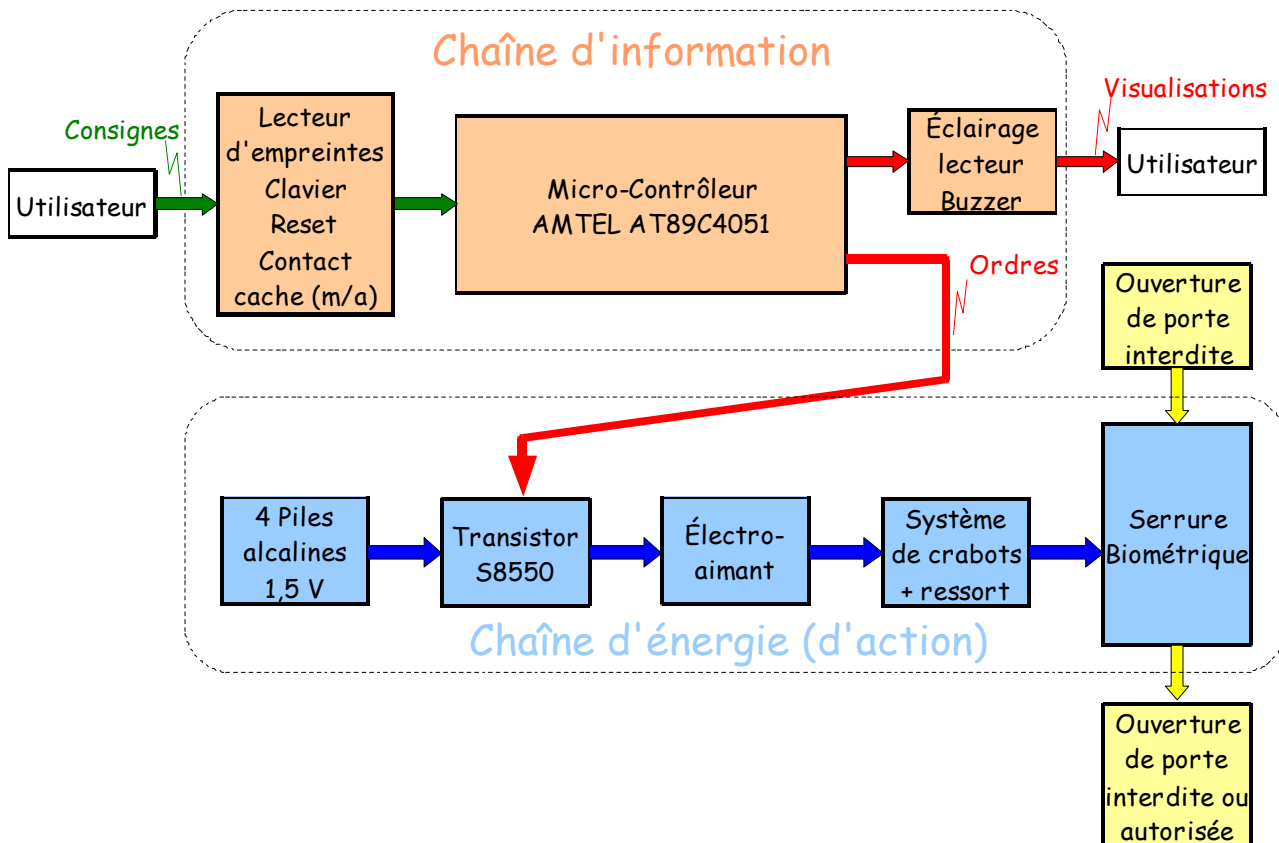 Chaîne d'information
Consignes
Utilisateur
Lecteur
d'empreintes
Clavier
Reset
Contact
cache (m/a)
Micro-Contrôleur
AMTEL AT89C4051
Éclairage
lecteur
Buzzer
Visualisations
Utilisateur
Ordres
Ouverture
de porte
interdite
4 Piles
alcalines
1,5 V
Transistor
S8550
Électro-
aimant
Système
de crabots
+ ressort
Serrure
Biométrique
Chaîne d'énergie (d'action)
Ouverture
de porte
interdite ou
autorisée